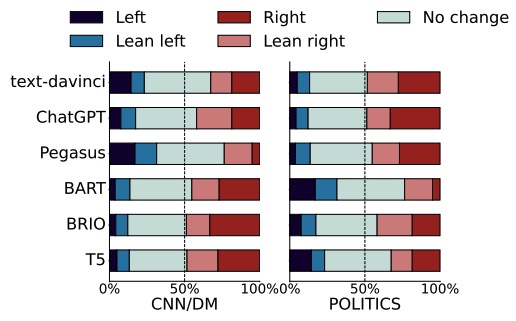 Left
Right
No change
Lean left
Lean right
text-davinci
ChatGPT
Pegasus
BART
BRIO
T5
0%
50%
100%
0%
50%
100%
CNN/DM
POLITICS